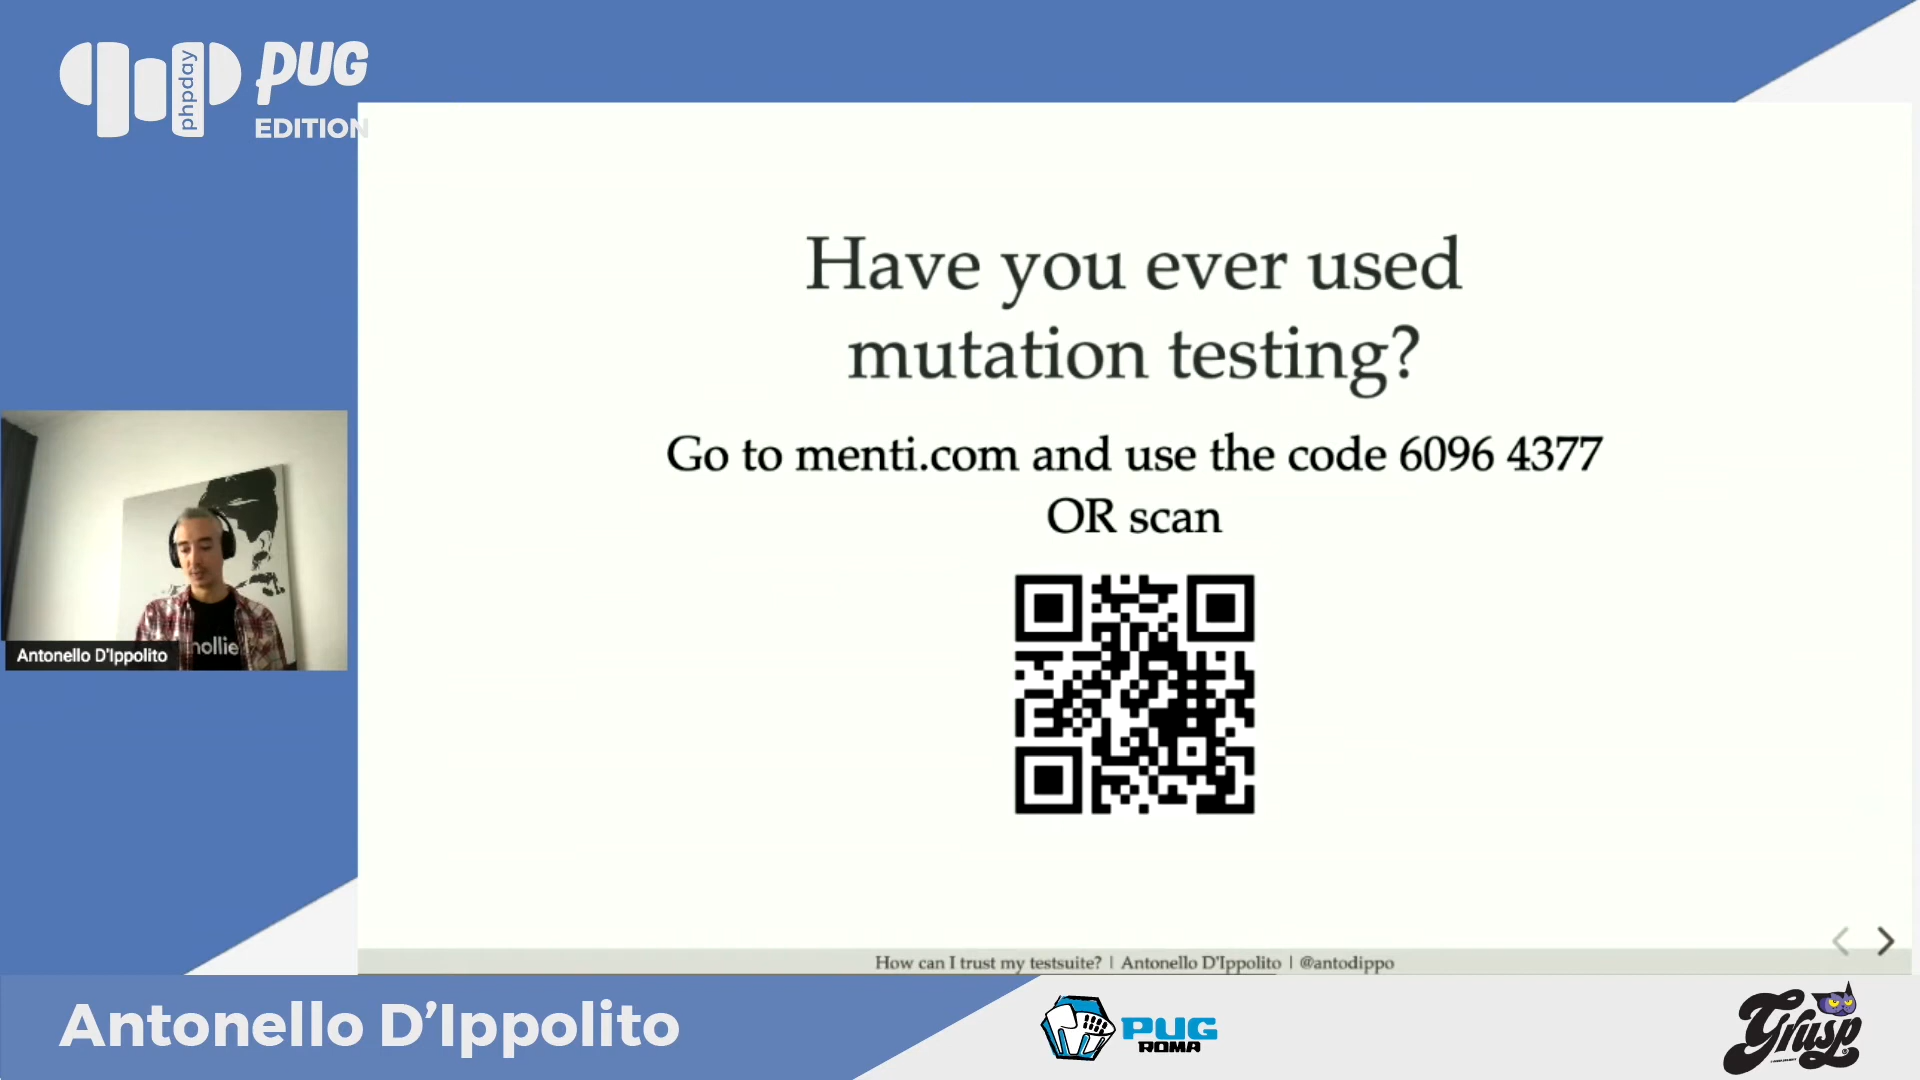 phpday
PUG
EDITION
Have you ever used
mutation testing?
Go to menti.com and use the code 6096 4377
OR scan
nollie
Antonello D'Ippolito
How can I trust my testsuite? | Antonello D'Ippolito | @antodippo
Antonello D’Ippolito
PUG
ROMA
Grusp